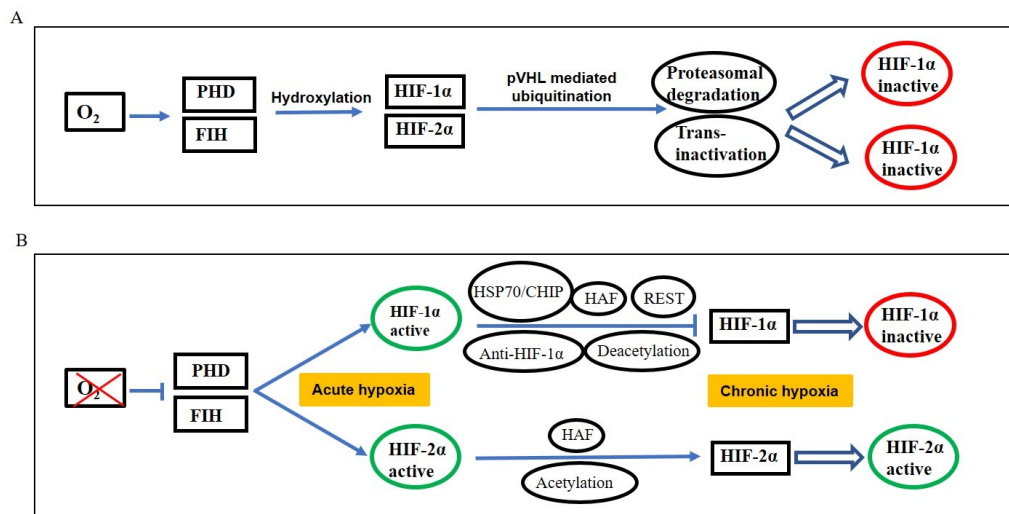 A
O2
PHD
FIH
Hydroxylation
HIF-1α
HIF-2α
pVHL mediated
ubiquitination
Proteasomal
degradation
Trans-
inactivation
HIF-1α
inactive
HIF-1α
inactive
B
O2
PHD
FIH
Acute hypoxia
HIF-1α
active
HIF-2α
active
HSP70/CHIP
HAF
REST
Anti-HIF-1α
Deacetylation
HAF
Acetylation
HIF-1α
Chronic hypoxia
HIF-2α
HIF-1α
inactive
HIF-2α
active